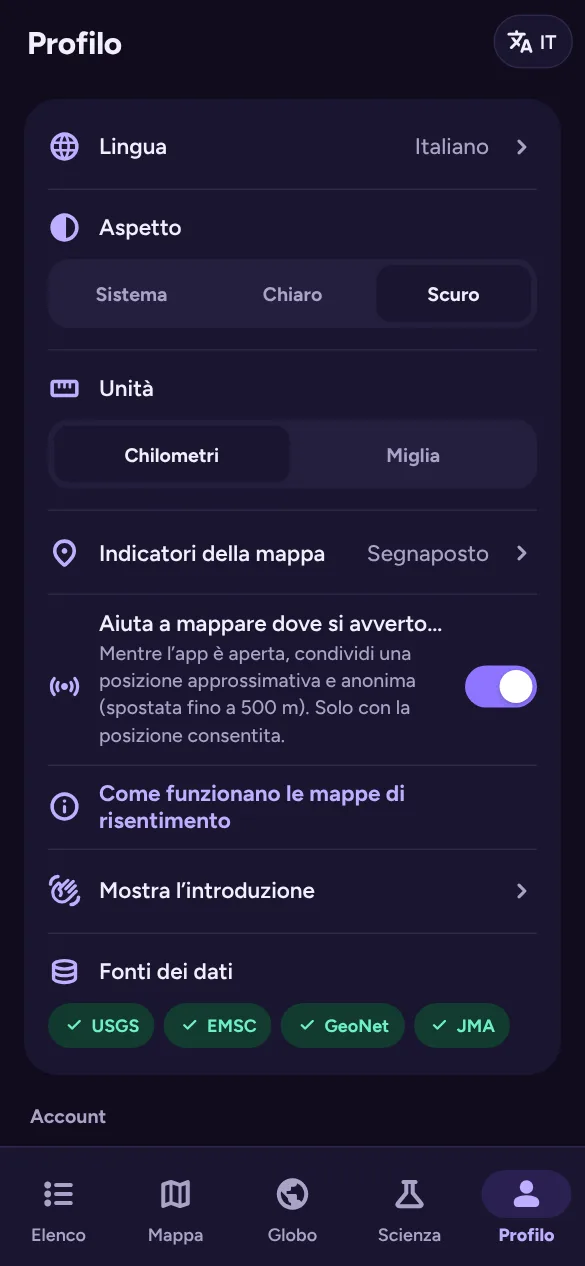 Profilo
IT
Lingua
Italiano
Aspetto
Sistema
Chiaro
Scuro
Unità
Chilometri
Miglia
Indicatori della mappa
Segnaposto
Aiuta a mappare dove si avverto…
Mentre l’app è aperta, condividi una
posizione approssimativa e anonima
(spostata fino a 500 m). Solo con la
posizione consentita.
Come funzionano le mappe di
risentimento
Mostra l’introduzione
Fonti dei dati
USGS
EMSC
GeoNet
JMA
Account
Elenco
Mappa
Globo
Scienza
Profilo